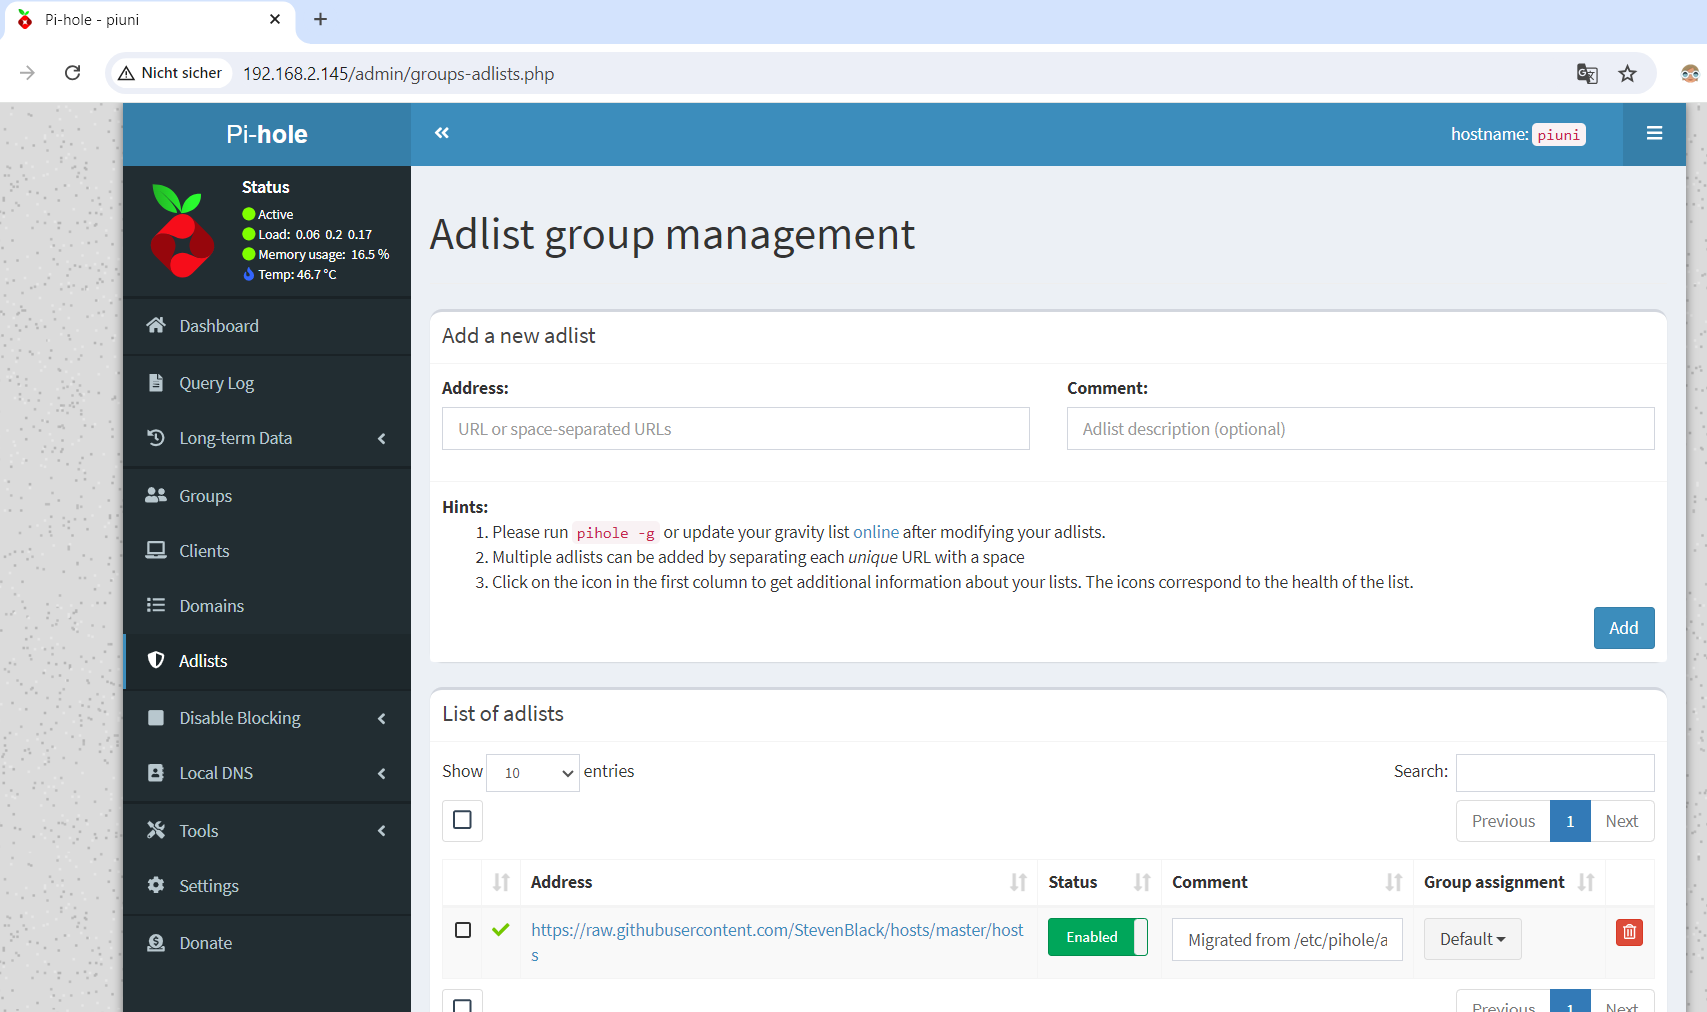 Pi-hole - piuni
Nicht sicher 192.168.2.145/admin/groups-adlists.php
Pi-hole
hostname: piuni
Status
Active
Load: 0.06 0.2 0.17
Memory usage: 16.5 %
Temp: 46.7 °C
Dashboard
Query Log
Long-term Data
Groups
Clients
Domains
Adlists
Disable Blocking
Local DNS
Tools
Settings
Donate
Adlist group management
Add a new adlist
Address: Comment:
URL or space-separated URLs Adlist description (optional)
Hints:
1. Please run pihole -g or update your gravity list online after modifying your adlists.
2. Multiple adlists can be added by separating each unique URL with a space
3. Click on the icon in the first column to get additional information about your lists. The icons correspond to the health of the list.
Add
List of adlists
Show 10 entries Search:
Previous 1 Next
Address Status Comment Group assignment
https://raw.githubusercontent.com/StevenBlack/hosts/master/host
s
Enabled Migrated from /etc/pihole/a Default
Previous 1 Next